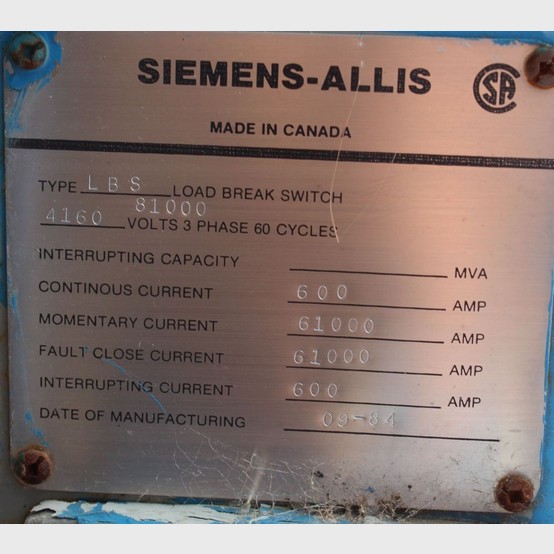 SIEMENS-ALLIS
CSA
MADE IN CANADA
TYPE LBS LOAD BREAK SWITCH
81000
4160 VOLTS 3 PHASE 60 CYCLES
INTERRUPTING CAPACITY MVA
CONTINOUS CURRENT 600 AMP
MOMENTARY CURRENT 61000 AMP
FAULT CLOSE CURRENT 61000 AMP
INTERRUPTING CURRENT 600 AMP
DATE OF MANUFACTURING 09-84